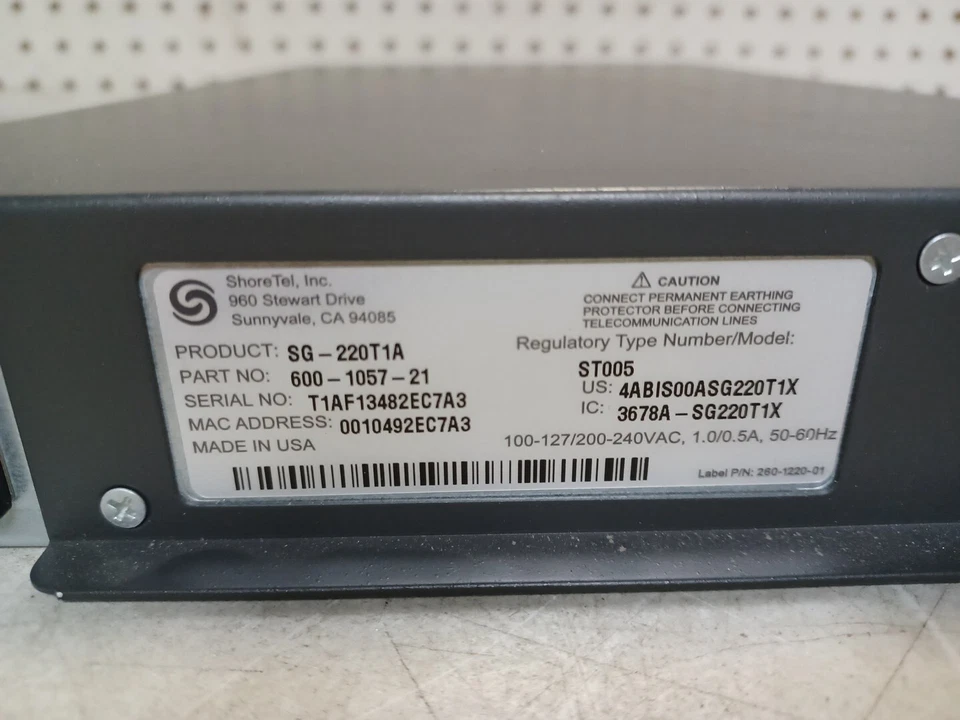 ShoreTel, Inc.
960 Stewart Drive
Sunnyvale, CA 94085
PRODUCT: SG-220T1A
PART NO: 600-1057-21
SERIAL NO: T1AF13482EC7A3
MAC ADDRESS: 0010492EC7A3
MADE IN USA
CAUTION
CONNECT PERMANENT EARTHING
PROTECTOR BEFORE CONNECTING
TELECOMMUNICATION LINES
Regulatory Type Number/Model:
ST005
US: 4ABIS00ASG220T1X
IC: 3678A-SG220T1X
100-127/200-240VAC, 1.0/0.5A, 50-60Hz
Label P/N: 260-1220-01